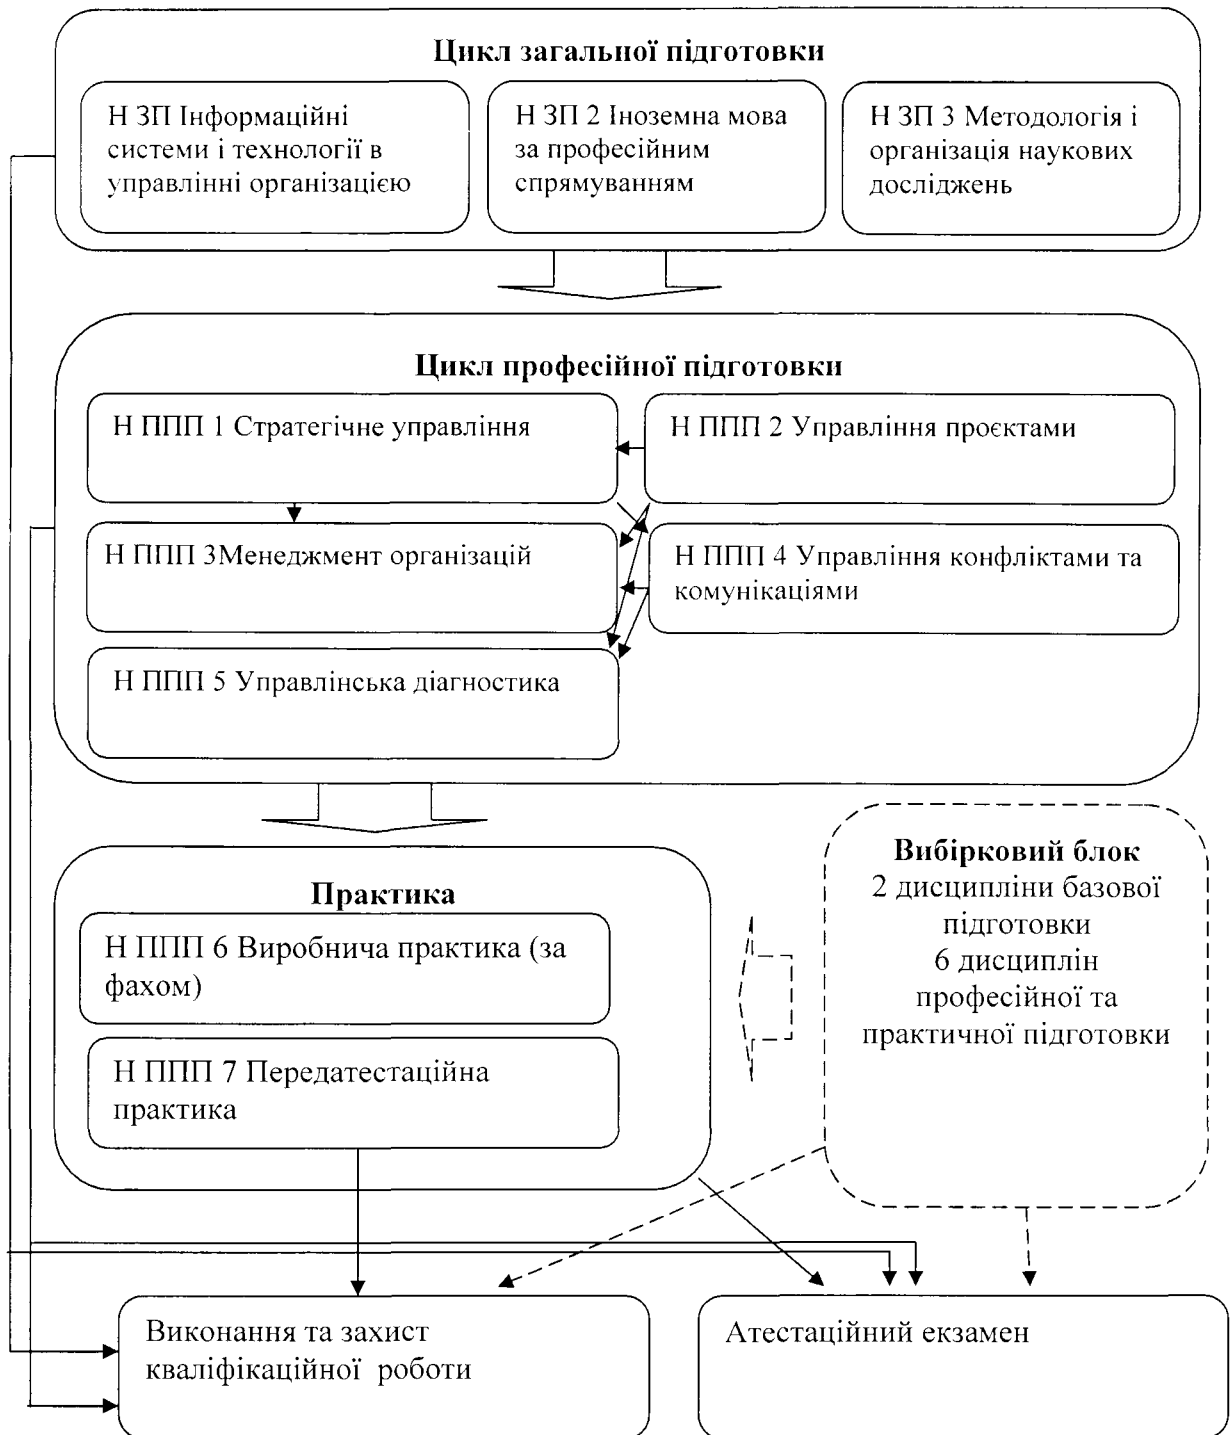 Цикл загальної підготовки
Н ЗП Інформаційні
системи і технології в
управлінні організацією
Н ЗП 2 Іноземна мова
за професійним
спрямуванням
Н ЗП 3 Методологія і
організація наукових
досліджень
Цикл професійної підготовки
Н ППП 1 Стратегічне управління
Н ППП 2 Управління проєктами
Н ППП 3Менеджмент організацій
Н ППП 4 Управління конфліктами та
комунікаціями
Н ППП 5 Управлінська діагностика
Практика
Н ППП 6 Виробнича практика (за
фахом)
Н ППП 7 Передатестаційна
практика
Вибірковий блок
2 дисципліни базової
підготовки
6 дисциплін
професійної та
практичної підготовки
Виконання та захист
кваліфікаційної роботи
Атестаційний екзамен